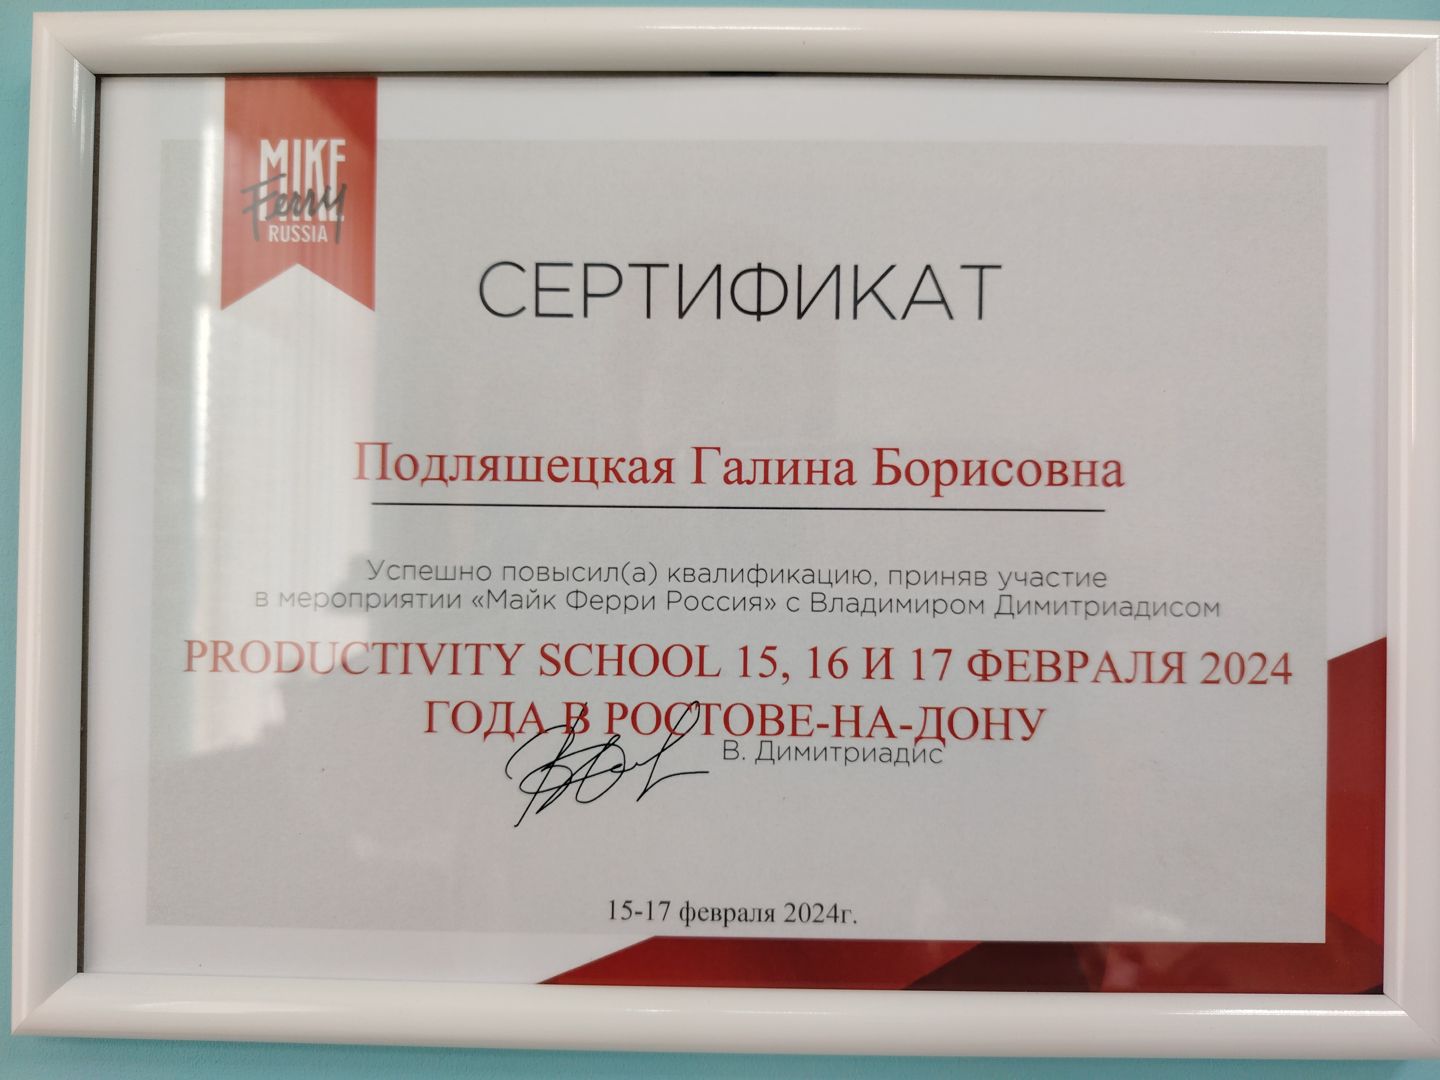 MIKE
Ferry
RUSSIA
СЕРТИФИКАТ
Подляшецкая Галина Борисовна
Успешно повысил(а) квалификацию, приняв участие
в мероприятии «Майк Ферри Россия» с Владимиром Димитриадисом
PRODUCTIVITY SCHOOL 15, 16 И 17 ФЕВРАЛЯ 2024
ГОДА В РОСТОВЕ-НА-ДОНУ
В. Димитриадис
15-17 февраля 2024г.